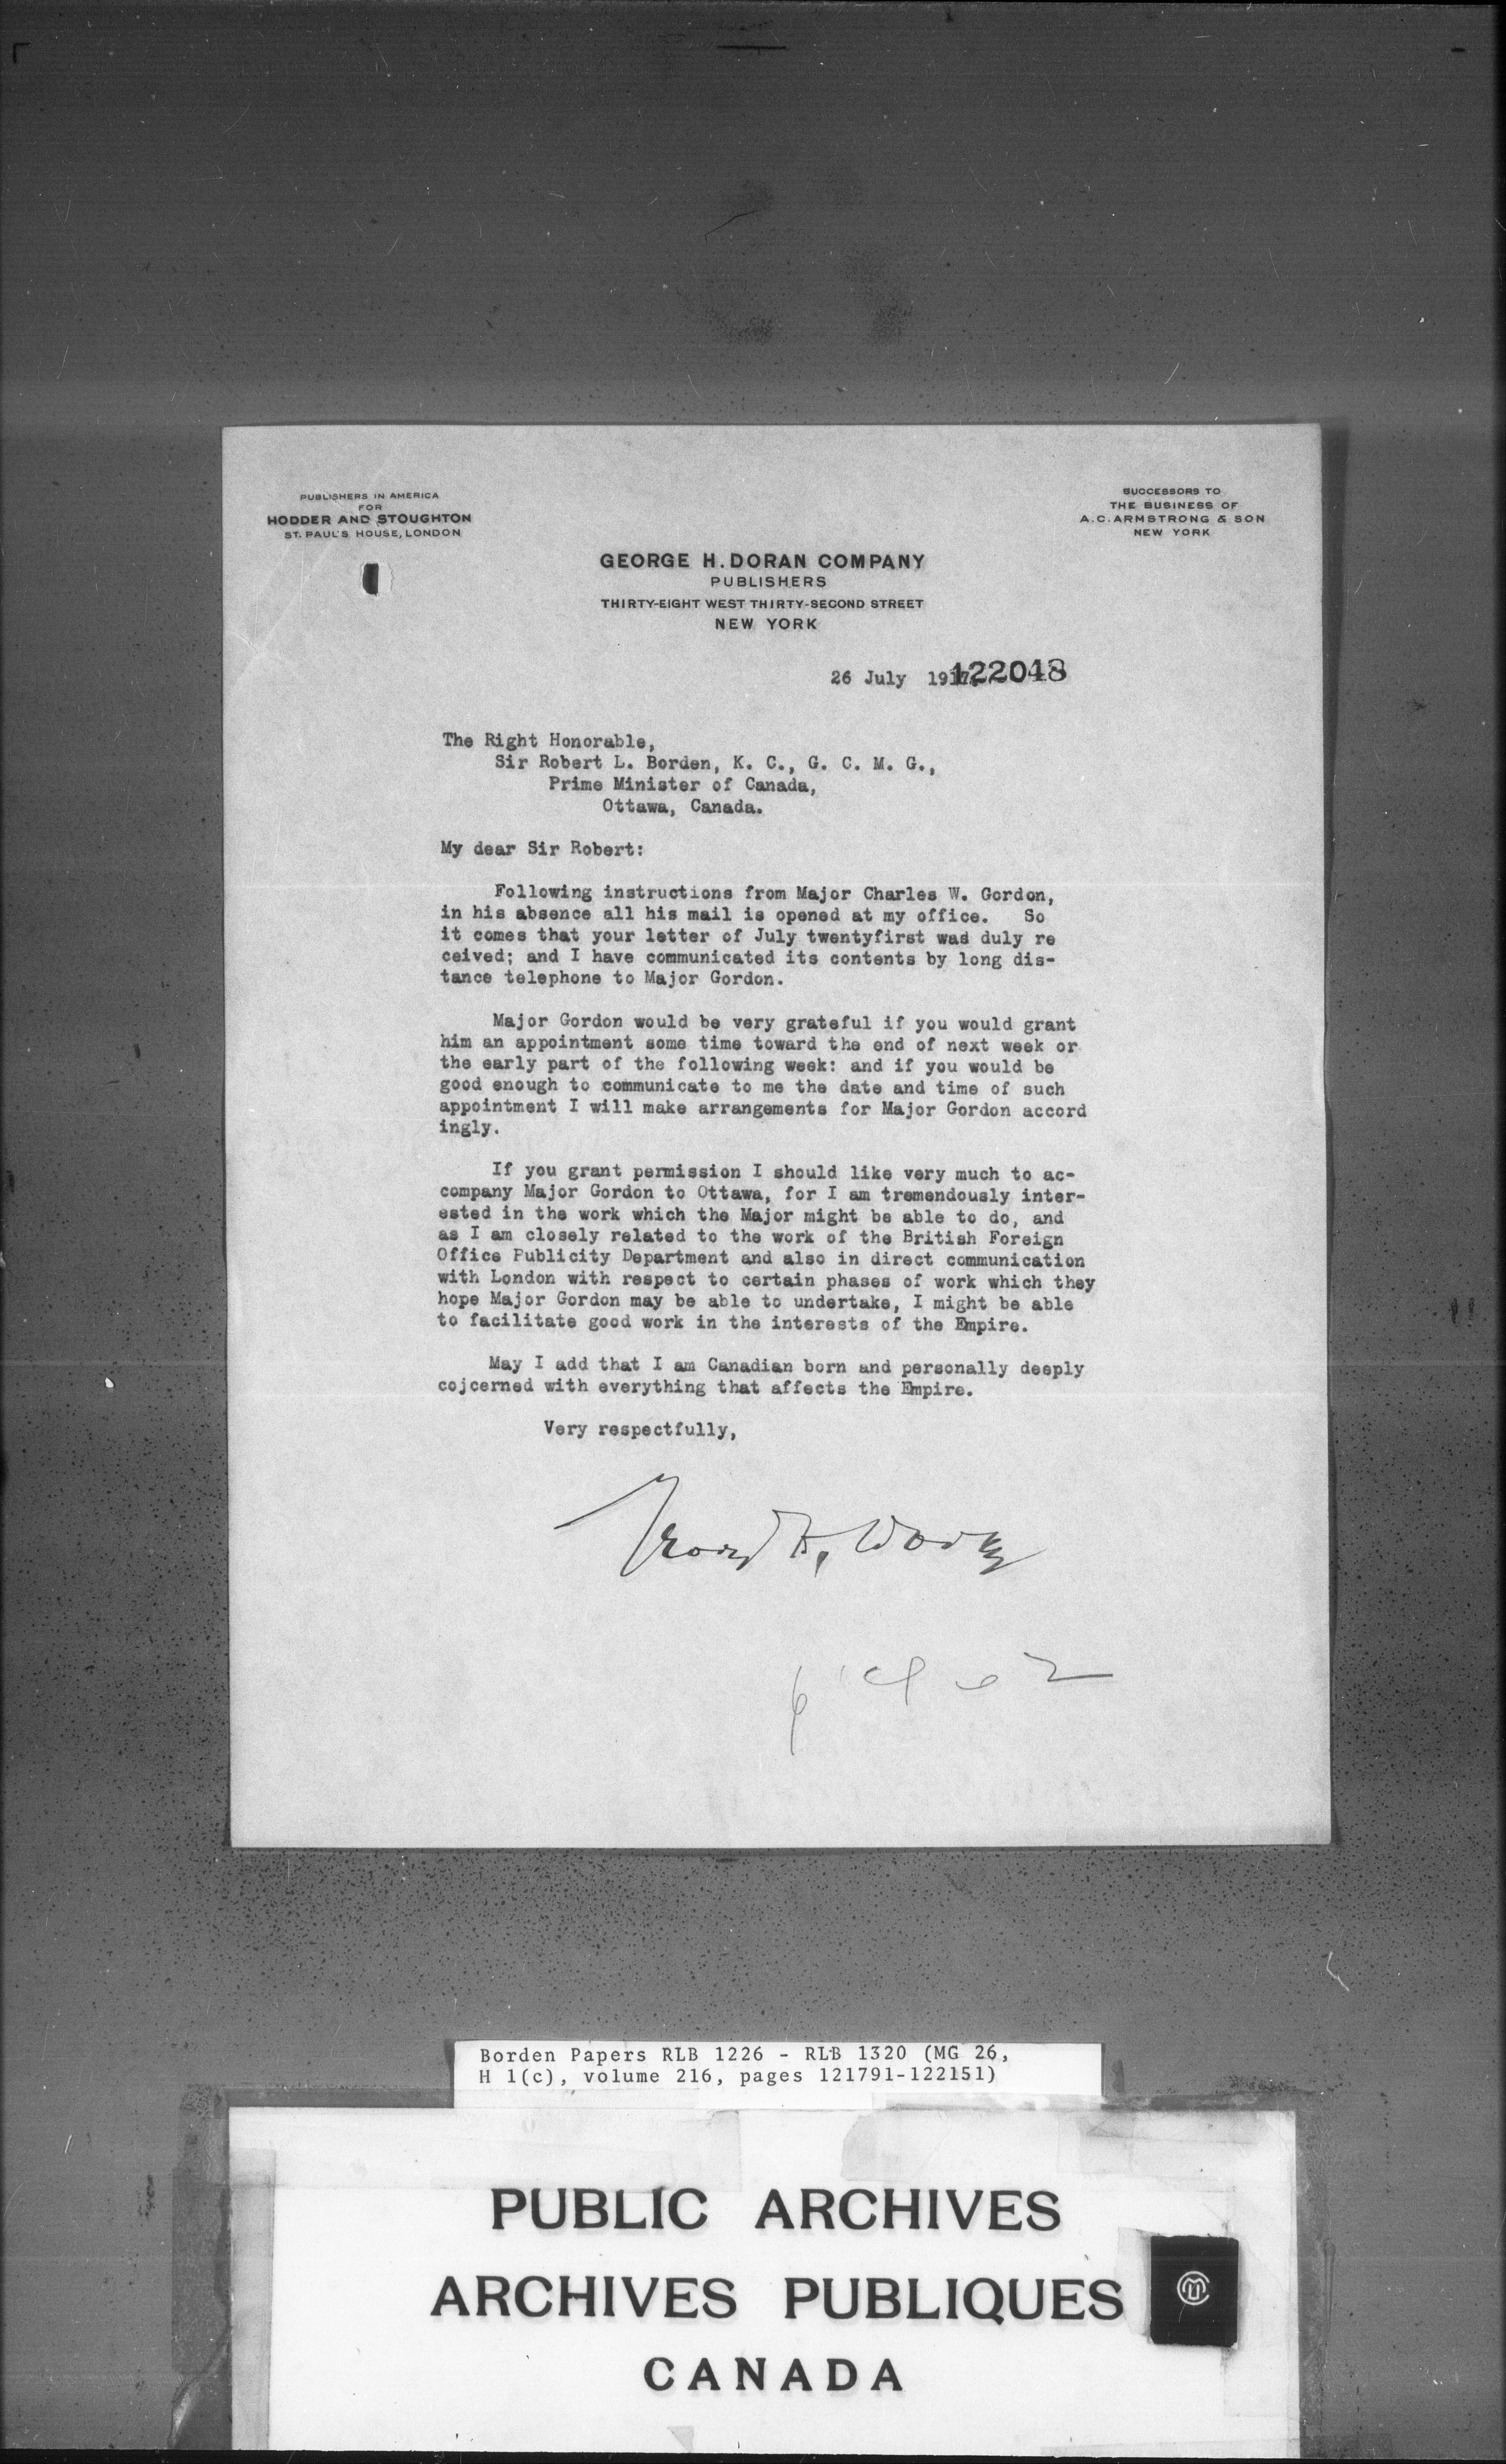 PUBLISHERS IN AMERICA
FOR
HODDER AND STOUGHTON
ST. PAUL'S HOUSE, LONDON
SUCCESSORS TO
THE BUSINESS OF
A. C. ARMSTRONG & SON
NEW YORK
GEORGE H. DORAN COMPANY
PUBLISHERS
THIRTY-EIGHT WEST THIRTY-SECOND STREET
NEW YORK
26 July 1917. 122048
The Right Honorable,
Sir Robert L. Borden, K. C., G. C. M. G.,
Prime Minister of Canada,
Ottawa, Canada.
My dear Sir Robert:
Following instructions from Major Charles W. Gordon,
in his absence all his mail is opened at my office. So
it comes that your letter of July twentyfirst was duly re
ceived; and I have communicated its contents by long dis-
tance telephone to Major Gordon.
Major Gordon would be very grateful if you would grant
him an appointment some time toward the end of next week or
the early part of the following week: and if you would be
good enough to communicate to me the date and time of such
appointment I will make arrangements for Major Gordon accord
ingly.
If you grant permission I should like very much to ac-
company Major Gordon to Ottawa, for I am tremendously inter-
ested in the work which the Major might be able to do, and
as I am closely related to the work of the British Foreign
Office Publicity Department and also in direct communication
with London with respect to certain phases of work which they
hope Major Gordon may be able to undertake, I might be able
to facilitate good work in the interests of the Empire.
May I add that I am Canadian born and personally deeply
cojcerned with everything that affects the Empire.
Very respectfully,
George H. Doran
Borden Papers RLB 1226 - RLB 1320 (MG 26,
H 1(c), volume 216, pages 121791-122151)
PUBLIC ARCHIVES
ARCHIVES PUBLIQUES
CANADA